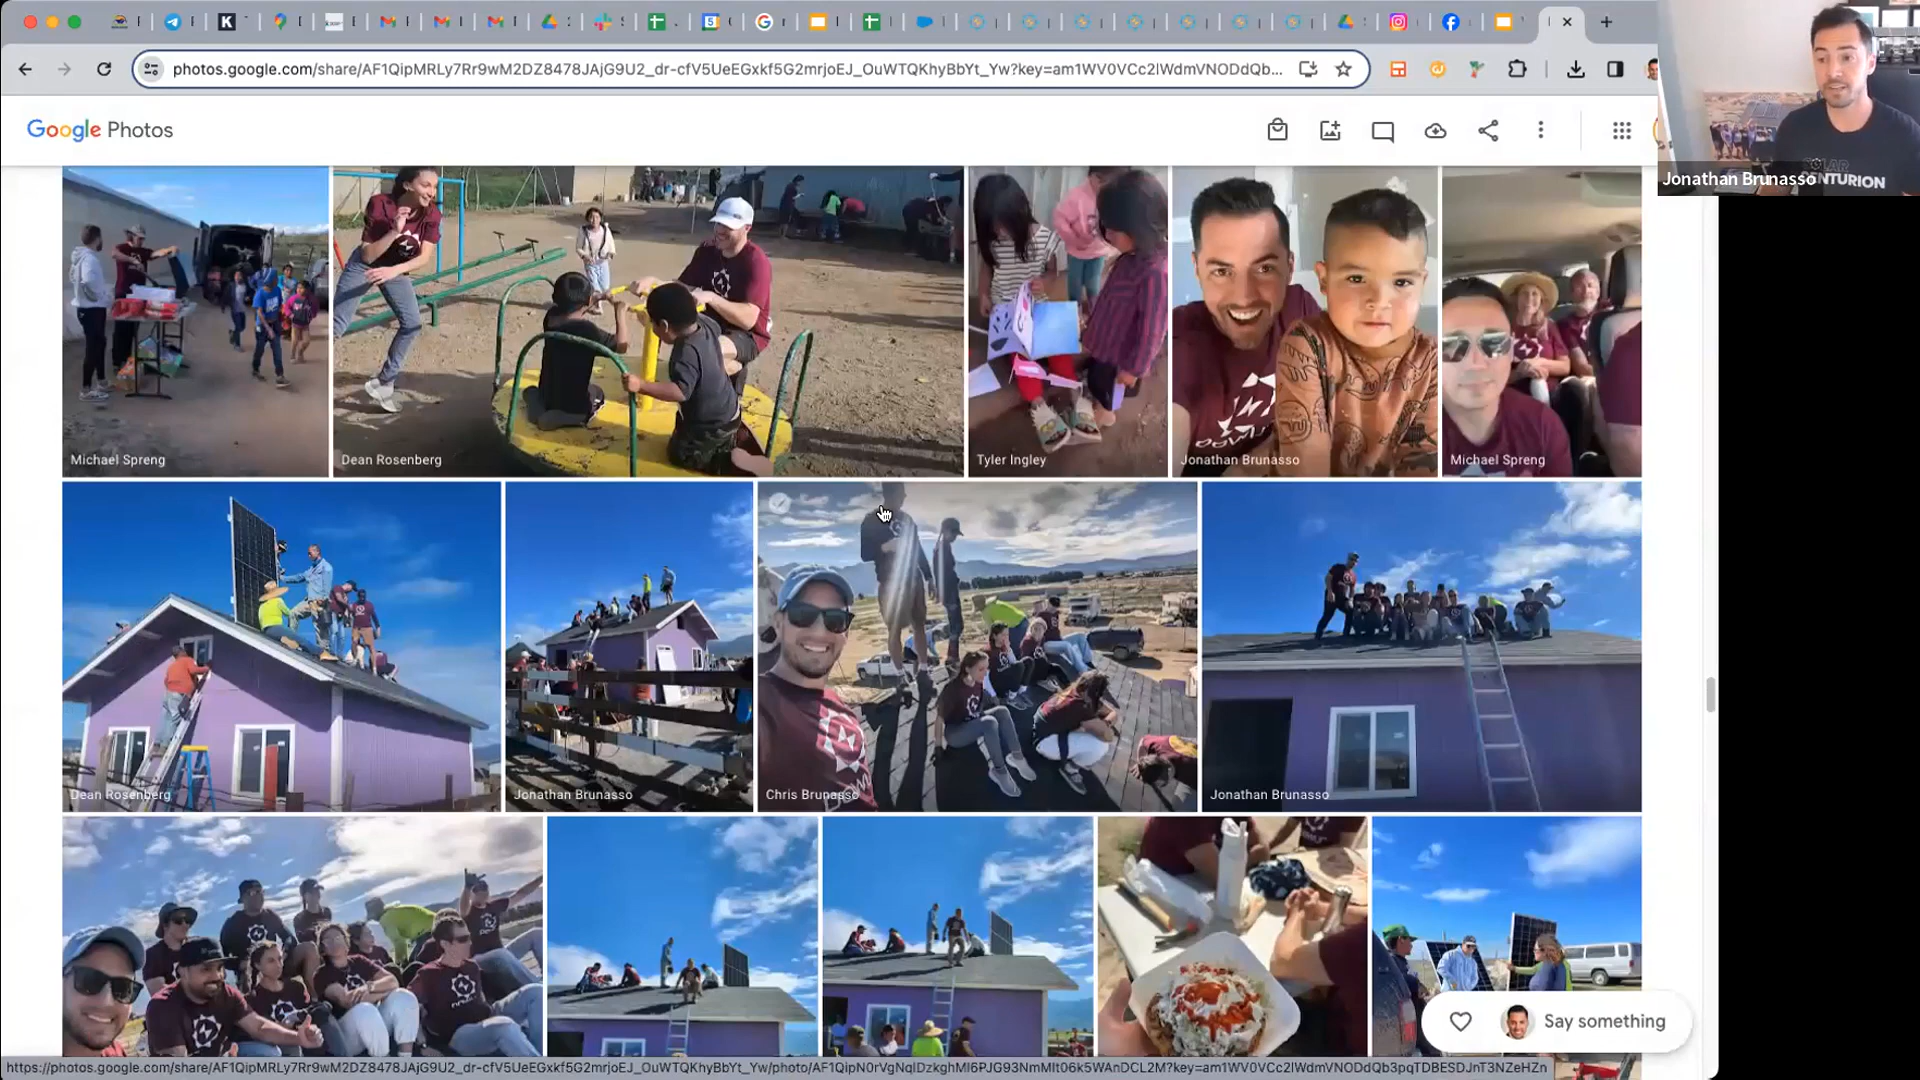 photos.google.com/share/AF1QipMRLy7Rr9wM2DZ8478JAjG9U2_dr-cfV5UeEGxkf5G2mrjoEJ_OuWTQKhyBbYt_Yw?key=am1WV0VCc2lWdmVNODdQb...
Google Photos
Jonathan Brunasso
CENTURION
Michael Spreng
Dean Rosenberg
Tyler Ingley
Jonathan Brunasso
Michael Spreng
Dean Rosenberg
Jonathan Brunasso
Chris Brunasso
Jonathan Brunasso
Say something
https://photos.google.com/share/AF1QipMRLy7Rr9wM2DZ8478JAjG9U2_dr-cfV5UeEGxkf5G2mrjoEJ_OuWTQKhyBbYt_Yw/photo/AF1QipN0rVgNqIDzkghMl6PJG93NmMlt06k5WAnDCL2M?key=am1WV0VCc2lWdmVNODdQb3pqTDBESDJnT3NZeHZn